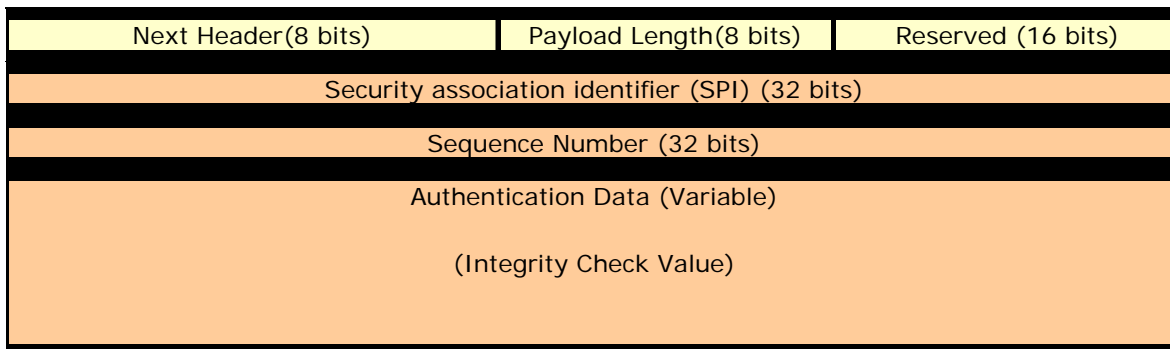 Next Header(8 bits) Payload Length(8 bits) Reserved (16 bits)
Security association identifier (SPI) (32 bits)
Sequence Number (32 bits)
Authentication Data (Variable)
(Integrity Check Value)